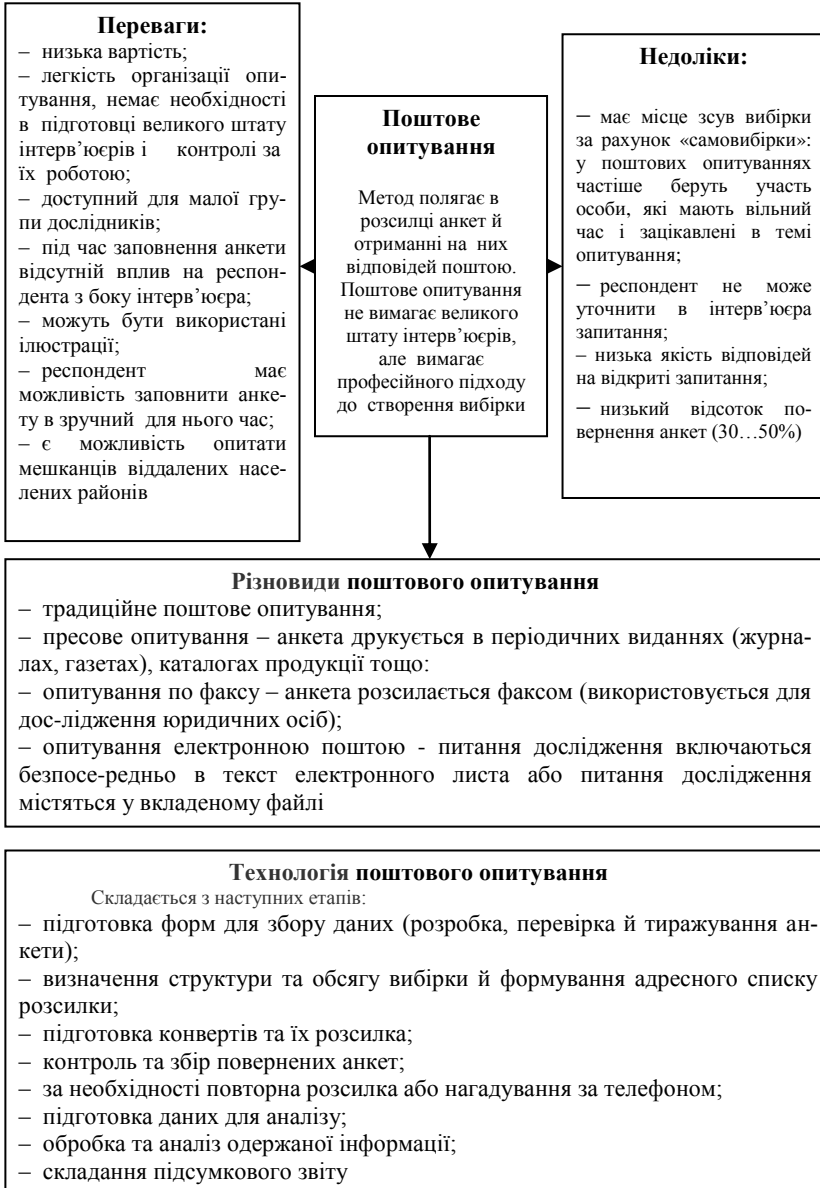 Переваги:
– низька вартість;
– легкість організації опи-
тування, немає необхідності
в підготовці великого штату
інтерв’юєрів і контролі за
їх роботою;
– доступний для малої гру-
пи дослідників;
– під час заповнення анкети
відсутній вплив на респон-
дента з боку інтерв’юєра;
– можуть бути використані
ілюстрації;
– респондент має
можливість заповнити анке-
ту в зручний для нього час;
– є можливість опитати
мешканців віддалених насе-
лених районів
Поштове
опитування
Метод полягає в
розсилці анкет й
отриманні на них
відповідей поштою.
Поштове опитування
не вимагає великого
штату інтерв’юєрів,
але вимагає
професійного підходу
до створення вибірки
Недоліки:
– має місце зсув вибірки
за рахунок «самовибірки»:
у поштових опитуваннях
частіше беруть участь
особи, які мають вільний
час і зацікавлені в темі
опитування;
– респондент не може
уточнити в інтерв’юєра
запитання;
– низька якість відповідей
на відкриті запитання;
– низький відсоток по-
вернення анкет (30…50%)
Різновиди поштового опитування
– традиційне поштове опитування;
– пресове опитування – анкета друкується в періодичних виданнях (журна-
лах, газетах), каталогах продукції тощо:
– опитування по факсу – анкета розсилається факсом (використовується для
дос-лідження юридичних осіб);
– опитування електронною поштою - питання дослідження включаються
безпосе-редньо в текст електронного листа або питання дослідження
містяться у вкладеному файлі
Технологія поштового опитування
Складається з наступних етапів:
– підготовка форм для збору даних (розробка, перевірка й тиражування ан-
кети);
– визначення структури та обсягу вибірки й формування адресного списку
розсилки;
– підготовка конвертів та їх розсилка;
– контроль та збір повернених анкет;
– за необхідності повторна розсилка або нагадування за телефоном;
– підготовка даних для аналізу;
– обробка та аналіз одержаної інформації;
– складання підсумкового звіту